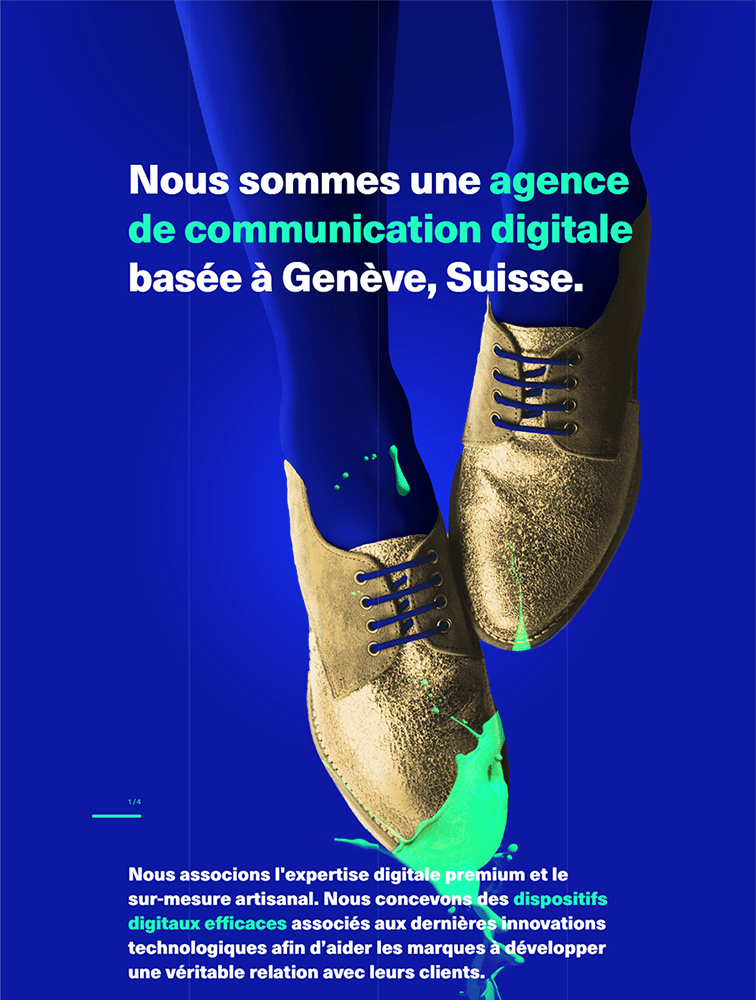 Nous sommes une agence
de communication digitale
basée à Genève, Suisse.
1/4
Nous associons l'expertise digitale premium et le
sur-mesure artisanal. Nous concevons des dispositifs
digitaux efficaces associés aux dernières innovations
technologiques afin d’aider les marques à développer
une véritable relation avec leurs clients.